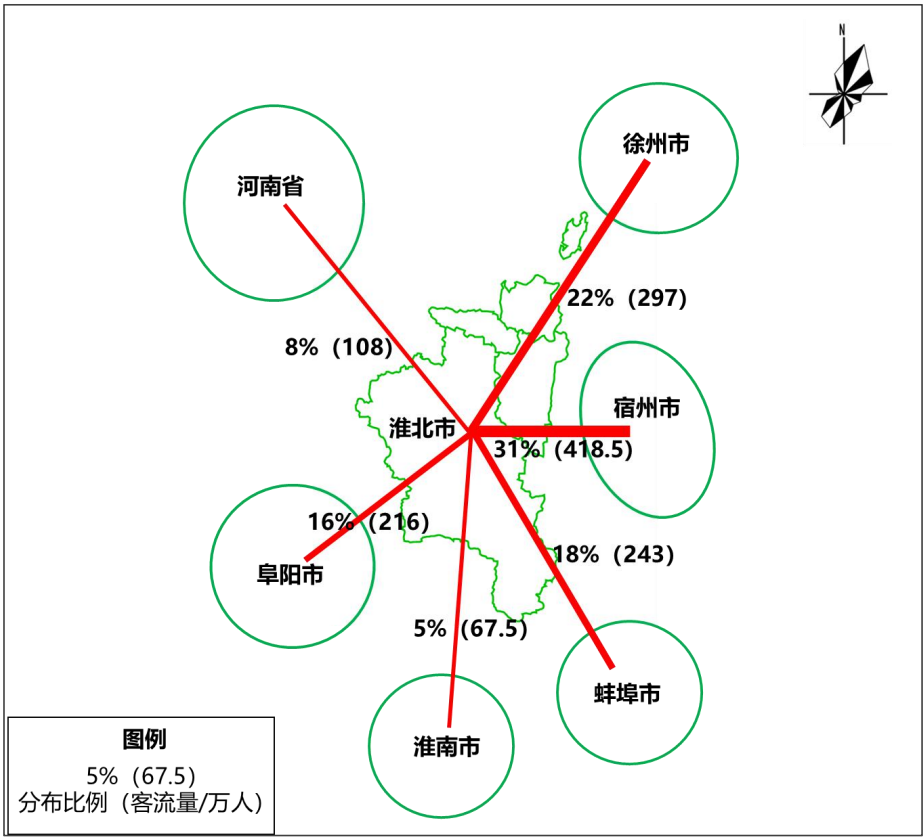 N
徐州市
河南省
22%（297）
8%（108）
宿州市
淮北市
31%（418.5）
16%（216）
18%（243）
阜阳市
5%（67.5）
蚌埠市
淮南市
图例
5%（67.5）
分布比例（客流量/万人）